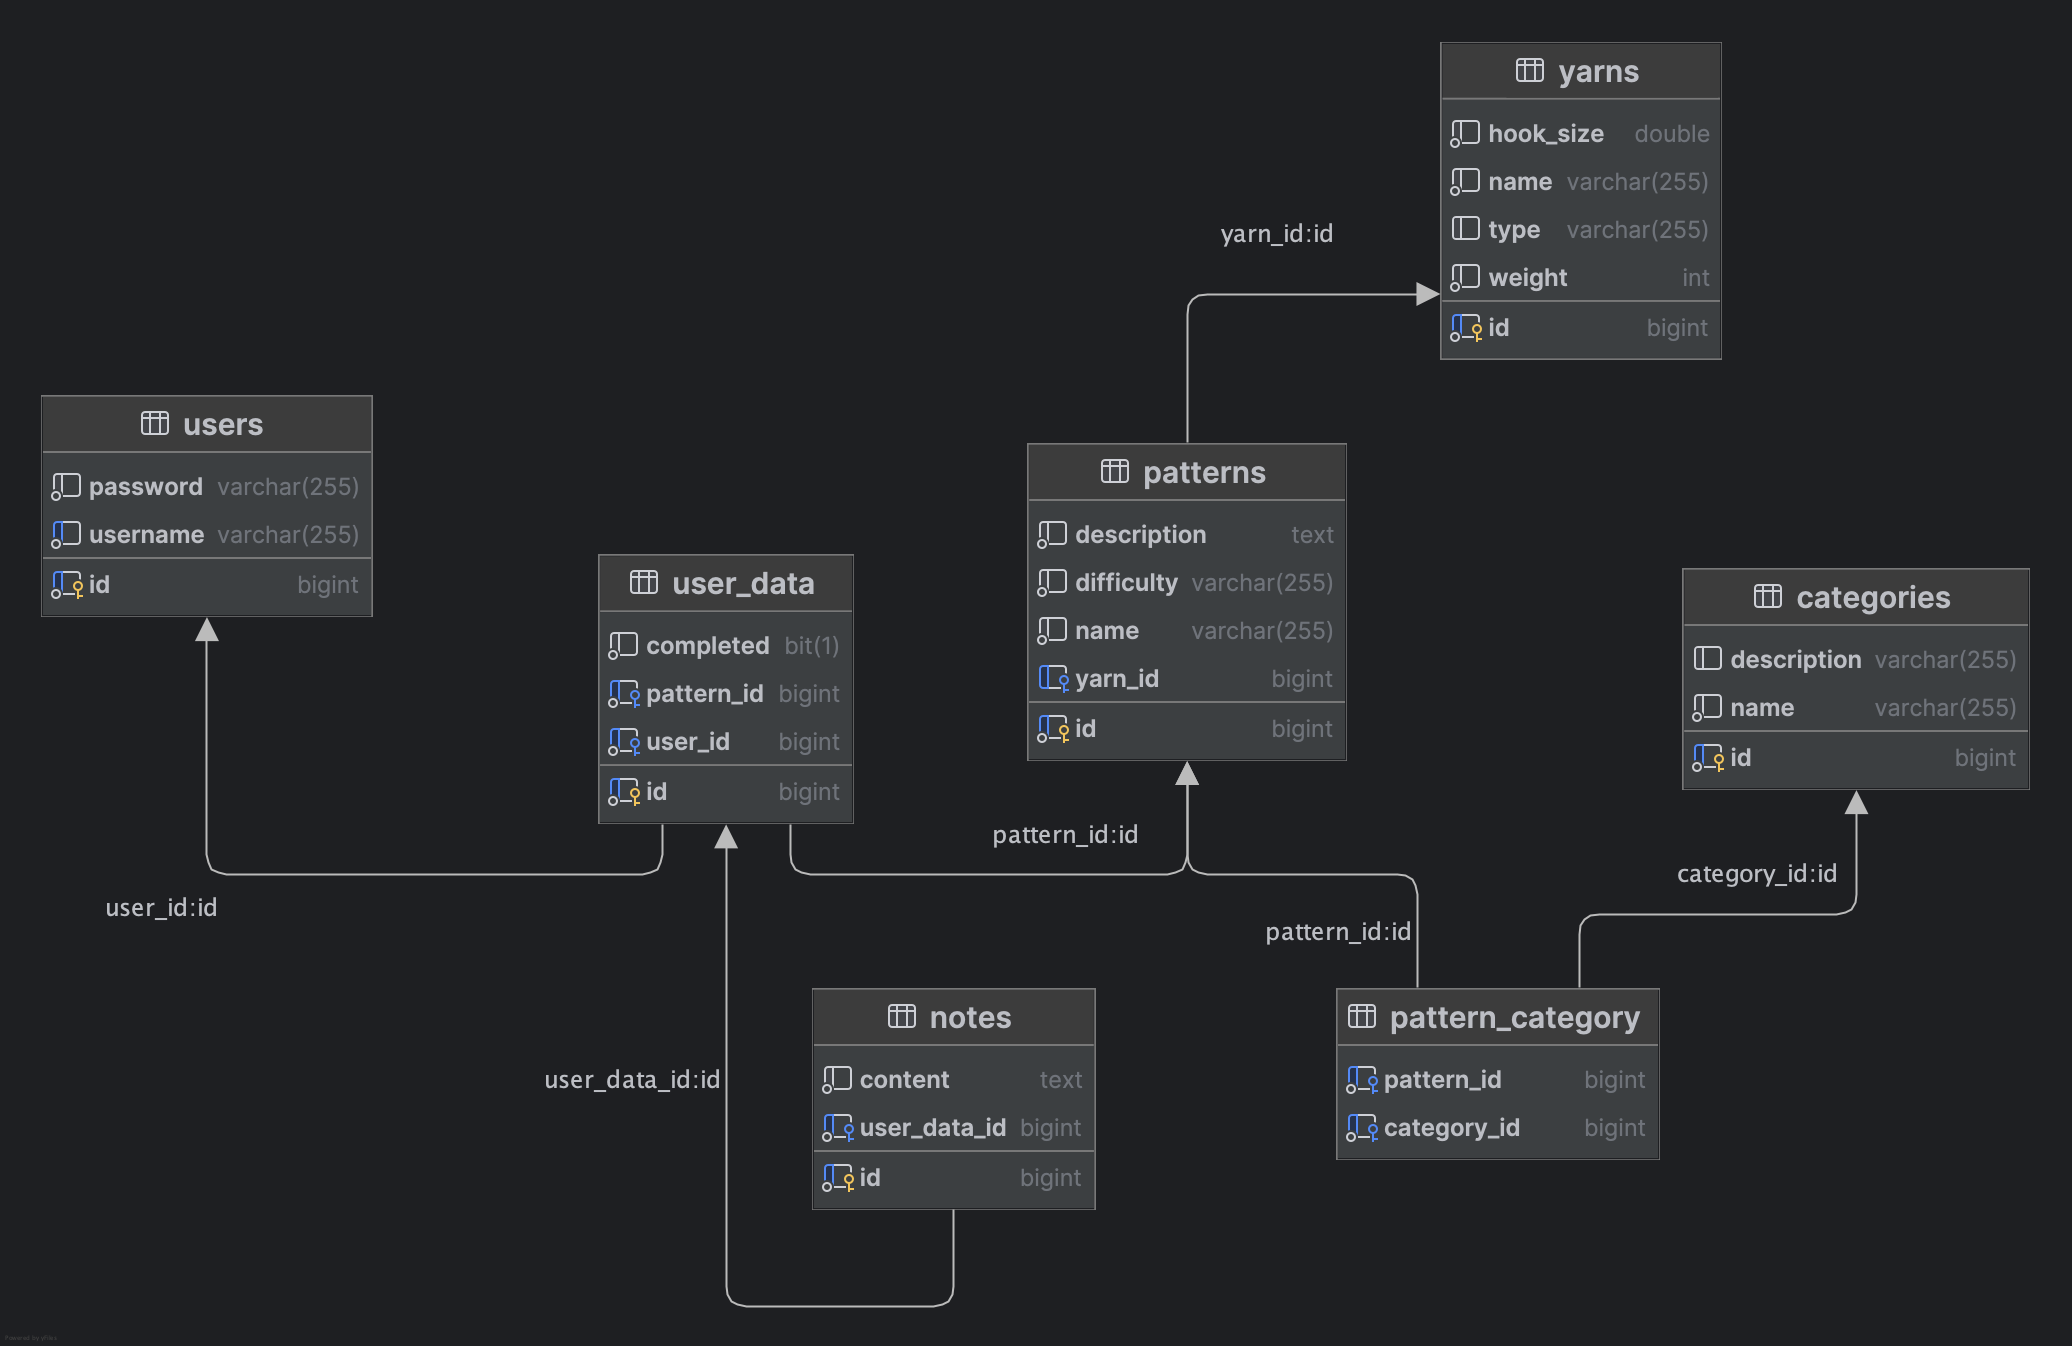 yarns
hook_size double
name varchar(255)
type varchar(255)
weight int
id bigint
yarn_id:id
users
password varchar(255)
username varchar(255)
id bigint
patterns
description text
difficulty varchar(255)
name varchar(255)
yarn_id bigint
id bigint
user_data
completed bit(1)
pattern_id bigint
user_id bigint
id bigint
categories
description varchar(255)
name varchar(255)
id bigint
pattern_id:id
category_id:id
user_id:id
pattern_id:id
notes
content text
user_data_id bigint
id bigint
user_data_id:id
pattern_category
pattern_id bigint
category_id bigint
Powered by yFiles